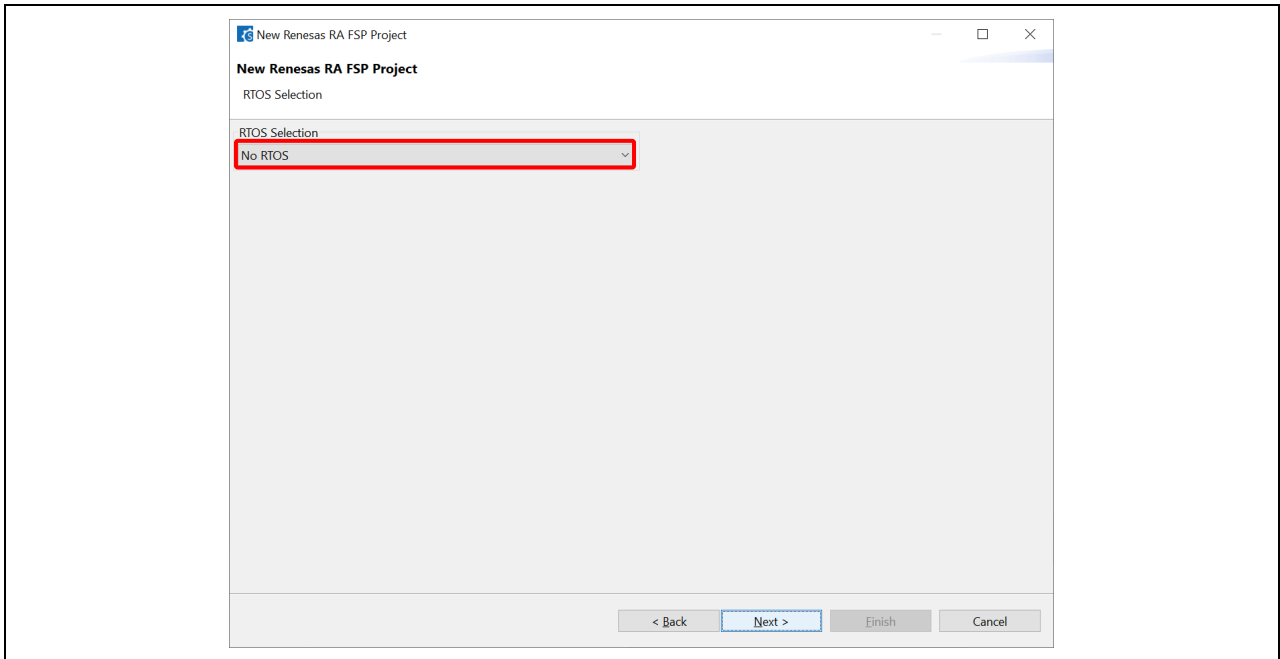 New Renesas RA FSP Project
New Renesas RA FSP Project
RTOS Selection
RTOS Selection
No RTOS
< Back Next > Finish Cancel